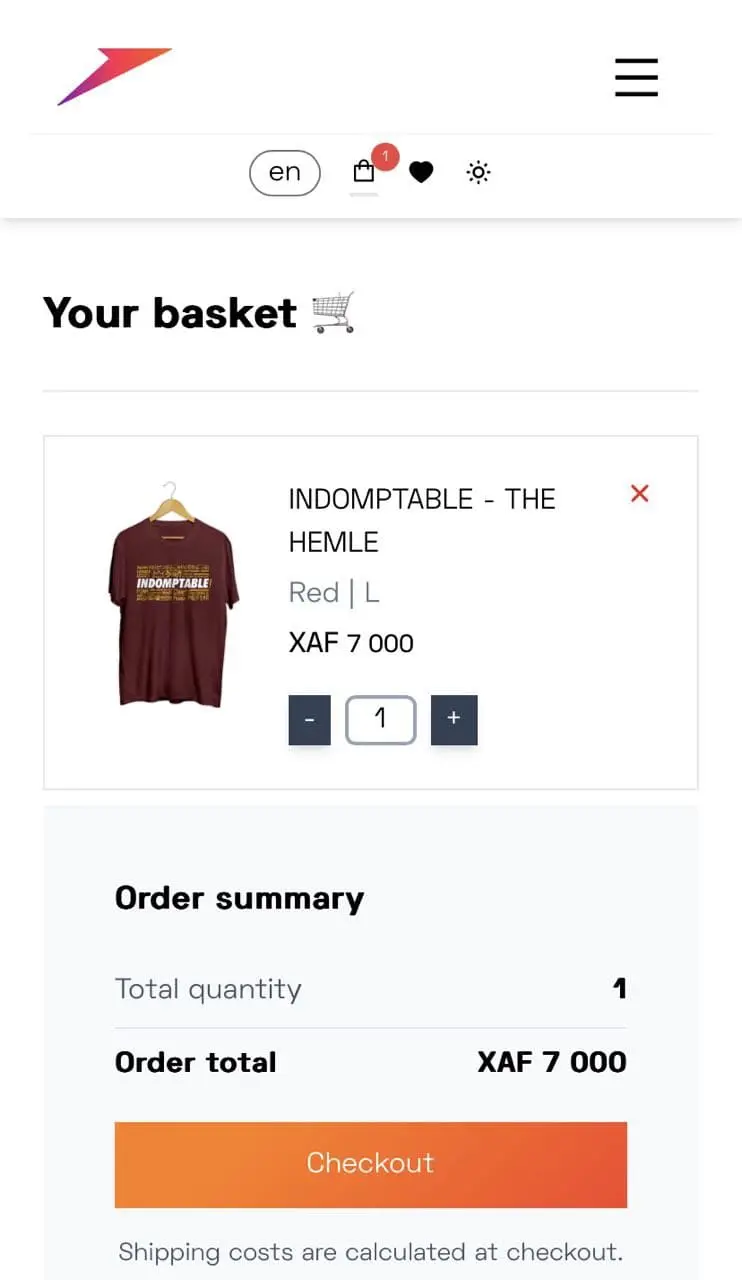 en
1
Your basket 🛒
INDOMPTABLE - THE
HEMLE
Red | L
XAF 7 000
INDOMPTABLE
- 1 +
Order summary
Total quantity 1
Order total XAF 7 000
Checkout
Shipping costs are calculated at checkout.